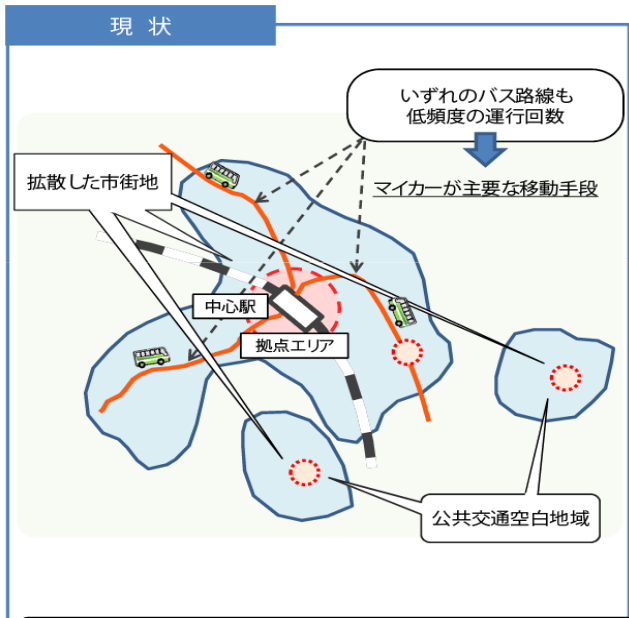 現 状
いずれのバス路線も
低頻度の運行回数
マイカーが主要な移動手段
拡散した市街地
中心駅
拠点エリア
公共交通空白地域